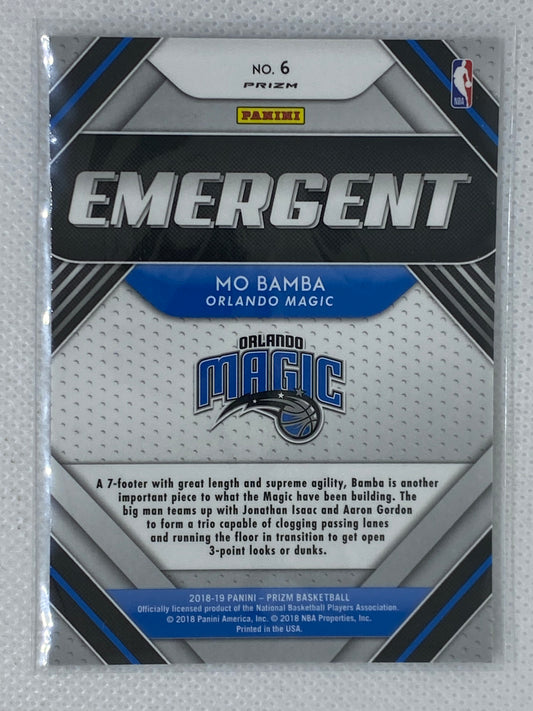 NO. 6
PRIZM
NBA
PANINI
EMERGENT
MO BAMBA
ORLANDO MAGIC
ORLANDO
MAGIC
A 7-footer with great length and supreme agility, Bamba is another
important piece to what the Magic have been building. The
big man teams up with Jonathan Isaac and Aaron Gordon
to form a trio capable of clogging passing lanes
and running the floor in transition to get open
3-point looks or dunks.
2018-19 PANINI – PRIZM BASKETBALL
Officially licensed product of the National Basketball Players Association.
© 2018 Panini America, Inc. © 2018 NBA Properties, Inc.
Printed in the USA.